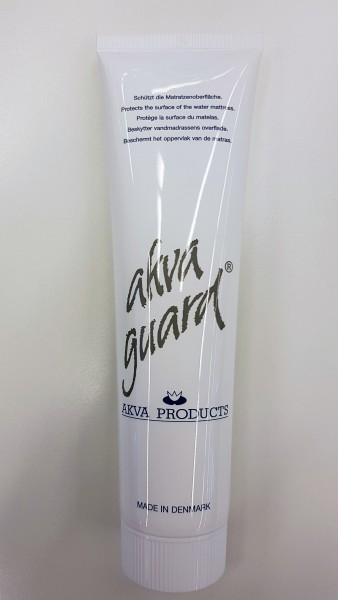 Schützt die Matratzenoberfläche.
Protects the surface of the water mattress.
Protège la surface du matelas.
Beskytter vandmadrassens overflade.
Beschermt het oppervlak van de matras.
akva
guard®
AKVA PRODUCTS
MADE IN DENMARK